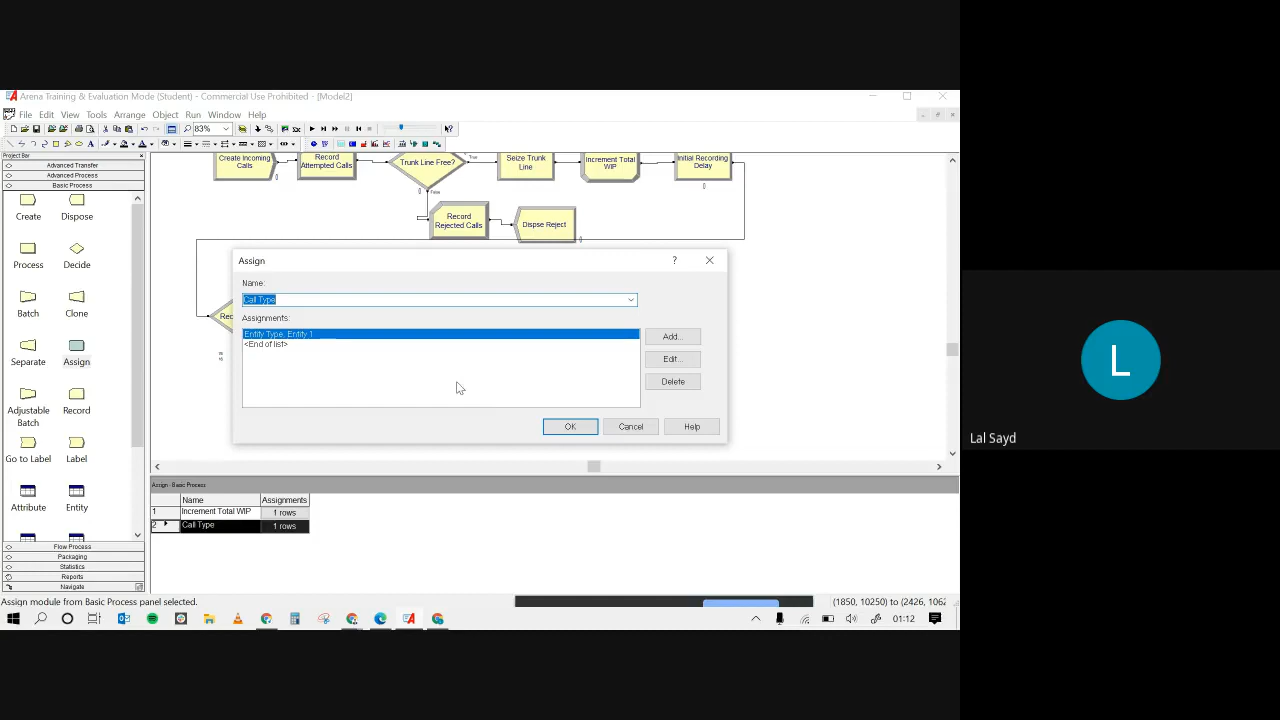 Arena Training & Evaluation Mode (Student) - Commercial Use Prohibited - [Model2]
File Edit View Tools Arrange Object Run Window Help
83%
Project Bar
Advanced Transfer
Advanced Process
Basic Process
Create
Dispose
Process
Decide
Batch
Clone
Separate
Assign
Adjustable
Batch
Record
Go to Label
Label
Attribute
Entity
Flow Process
Packaging
Statistics
Reports
Navigate
Create Incoming
Calls
Record
Attempted Calls
Trunk Line Free?
True
False
Seize Trunk
Line
Increment Total
WIP
Initial Recording
Delay
Record
Rejected Calls
Dispse Reject
Rec
0
0
0
0
Assign
? 
Name:
Call Type
Assignments:
Entity Type, Entity 1
<End of list>
Add...
Edit...
Delete
OK
Cancel
Help
Assign - Basic Process
Name Assignments
1 Increment Total WIP 1 rows
2 Call Type 1 rows
Assign module from Basic Process panel selected.
(1850, 10250) to (2426, 1062
01:12
L
Lal Sayd